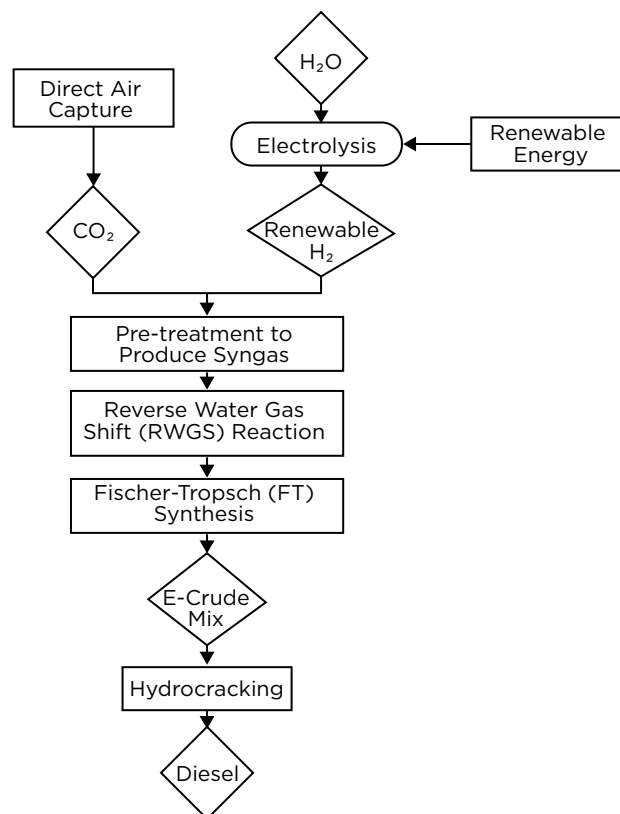 H₂O
Direct Air
Capture
Electrolysis
Renewable
Energy
CO₂
Renewable
H₂
Pre-treatment to
Produce Syngas
Reverse Water Gas
Shift (RWGS) Reaction
Fischer-Tropsch (FT)
Synthesis
E-Crude
Mix
Hydrocracking
Diesel